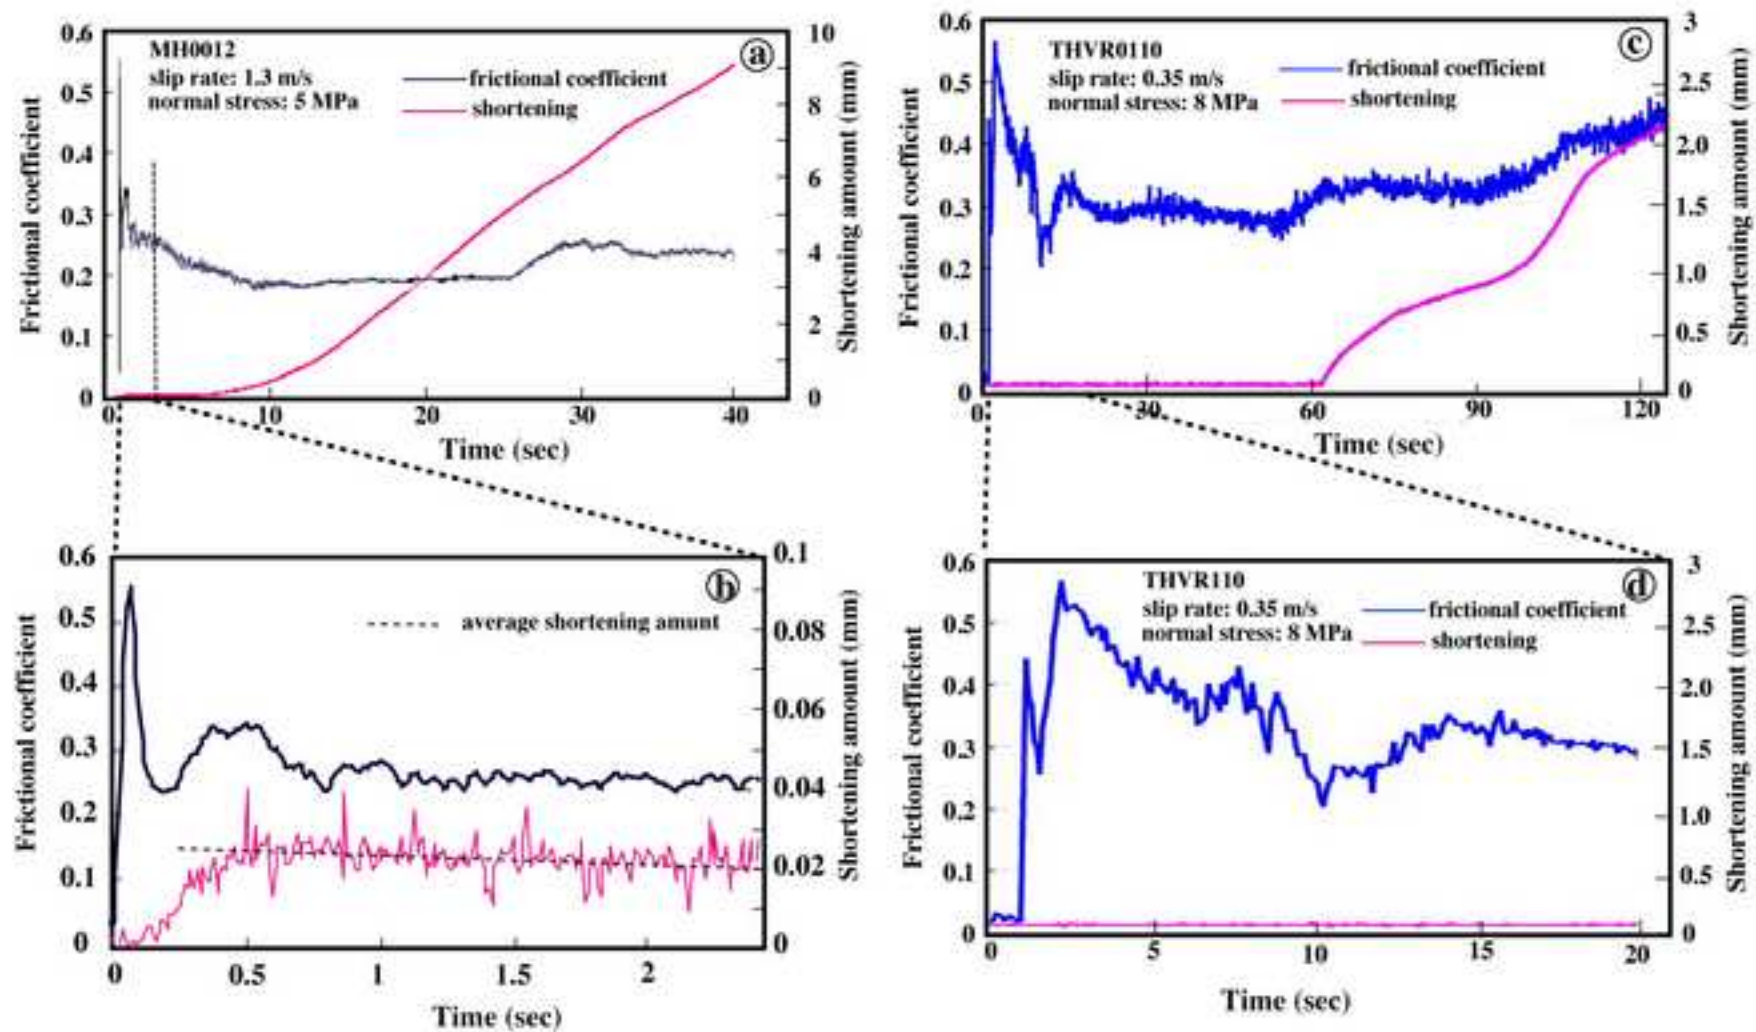 0.6
0.5
0.4
0.3
0.2
0.1
0
Frictional coefficient
MH0012
slip rate: 1.3 m/s
normal stress: 5 MPa
frictional coefficient
shortening
a
10
8
6
4
2
0
Shortening amount (mm)
0 10 20 30 40
Time (sec)
0.6
0.5
0.4
0.3
0.2
0.1
0
Frictional coefficient
THVR0110
slip rate: 0.35 m/s
normal stress: 8 MPa
frictional coefficient
shortening
c
3
2.5
2.0
1.5
1.0
0.5
0
Shortening amount (mm)
0 30 60 90 120
Time (sec)
0.6
0.5
0.4
0.3
0.2
0.1
0
Frictional coefficient
b
average shortening amunt
0.1
0.08
0.06
0.04
0.02
0
Shortening amount (mm)
0 0.5 1 1.5 2
Time (sec)
0.6
0.5
0.4
0.3
0.2
0.1
0
Frictional coefficient
THVR110
slip rate: 0.35 m/s
normal stress: 8 MPa
frictional coefficient
shortening
d
3
2.5
2.0
1.5
1.0
0.5
0
Shortening amount (mm)
0 5 10 15 20
Time (sec)